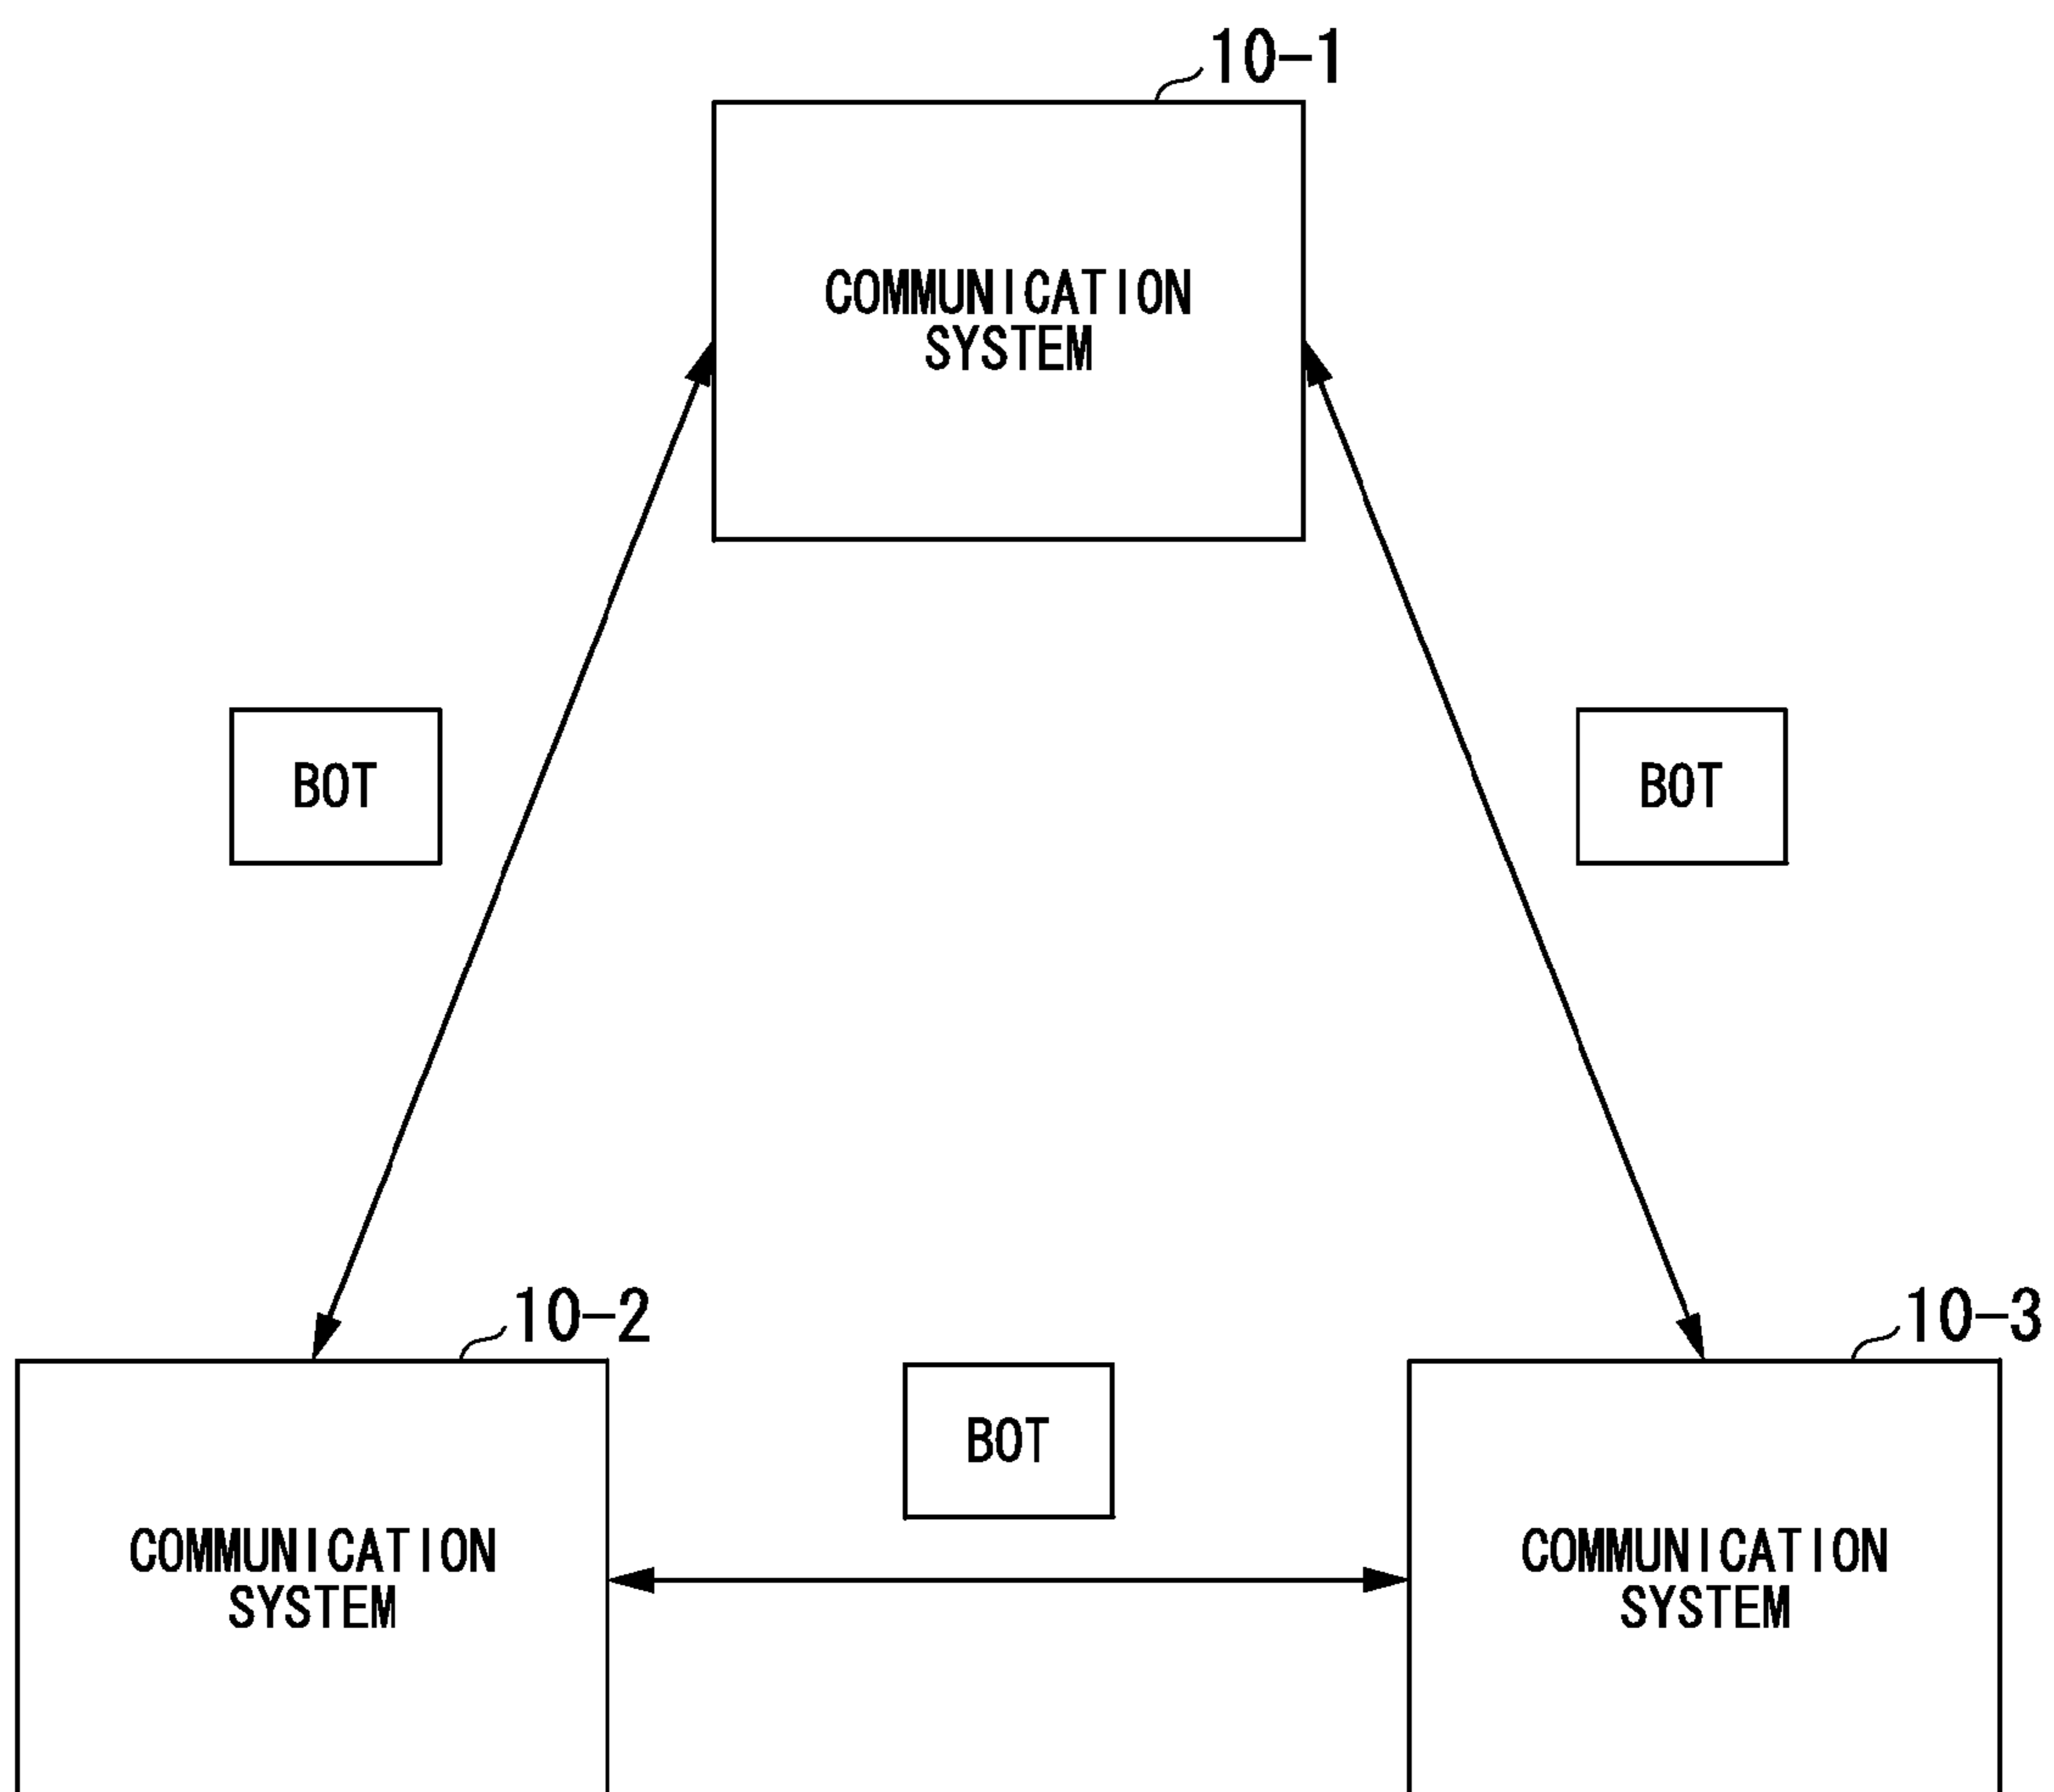 10-1
COMMUNICATION
SYSTEM
BOT
BOT
10-2
10-3
BOT
COMMUNICATION
SYSTEM
COMMUNICATION
SYSTEM